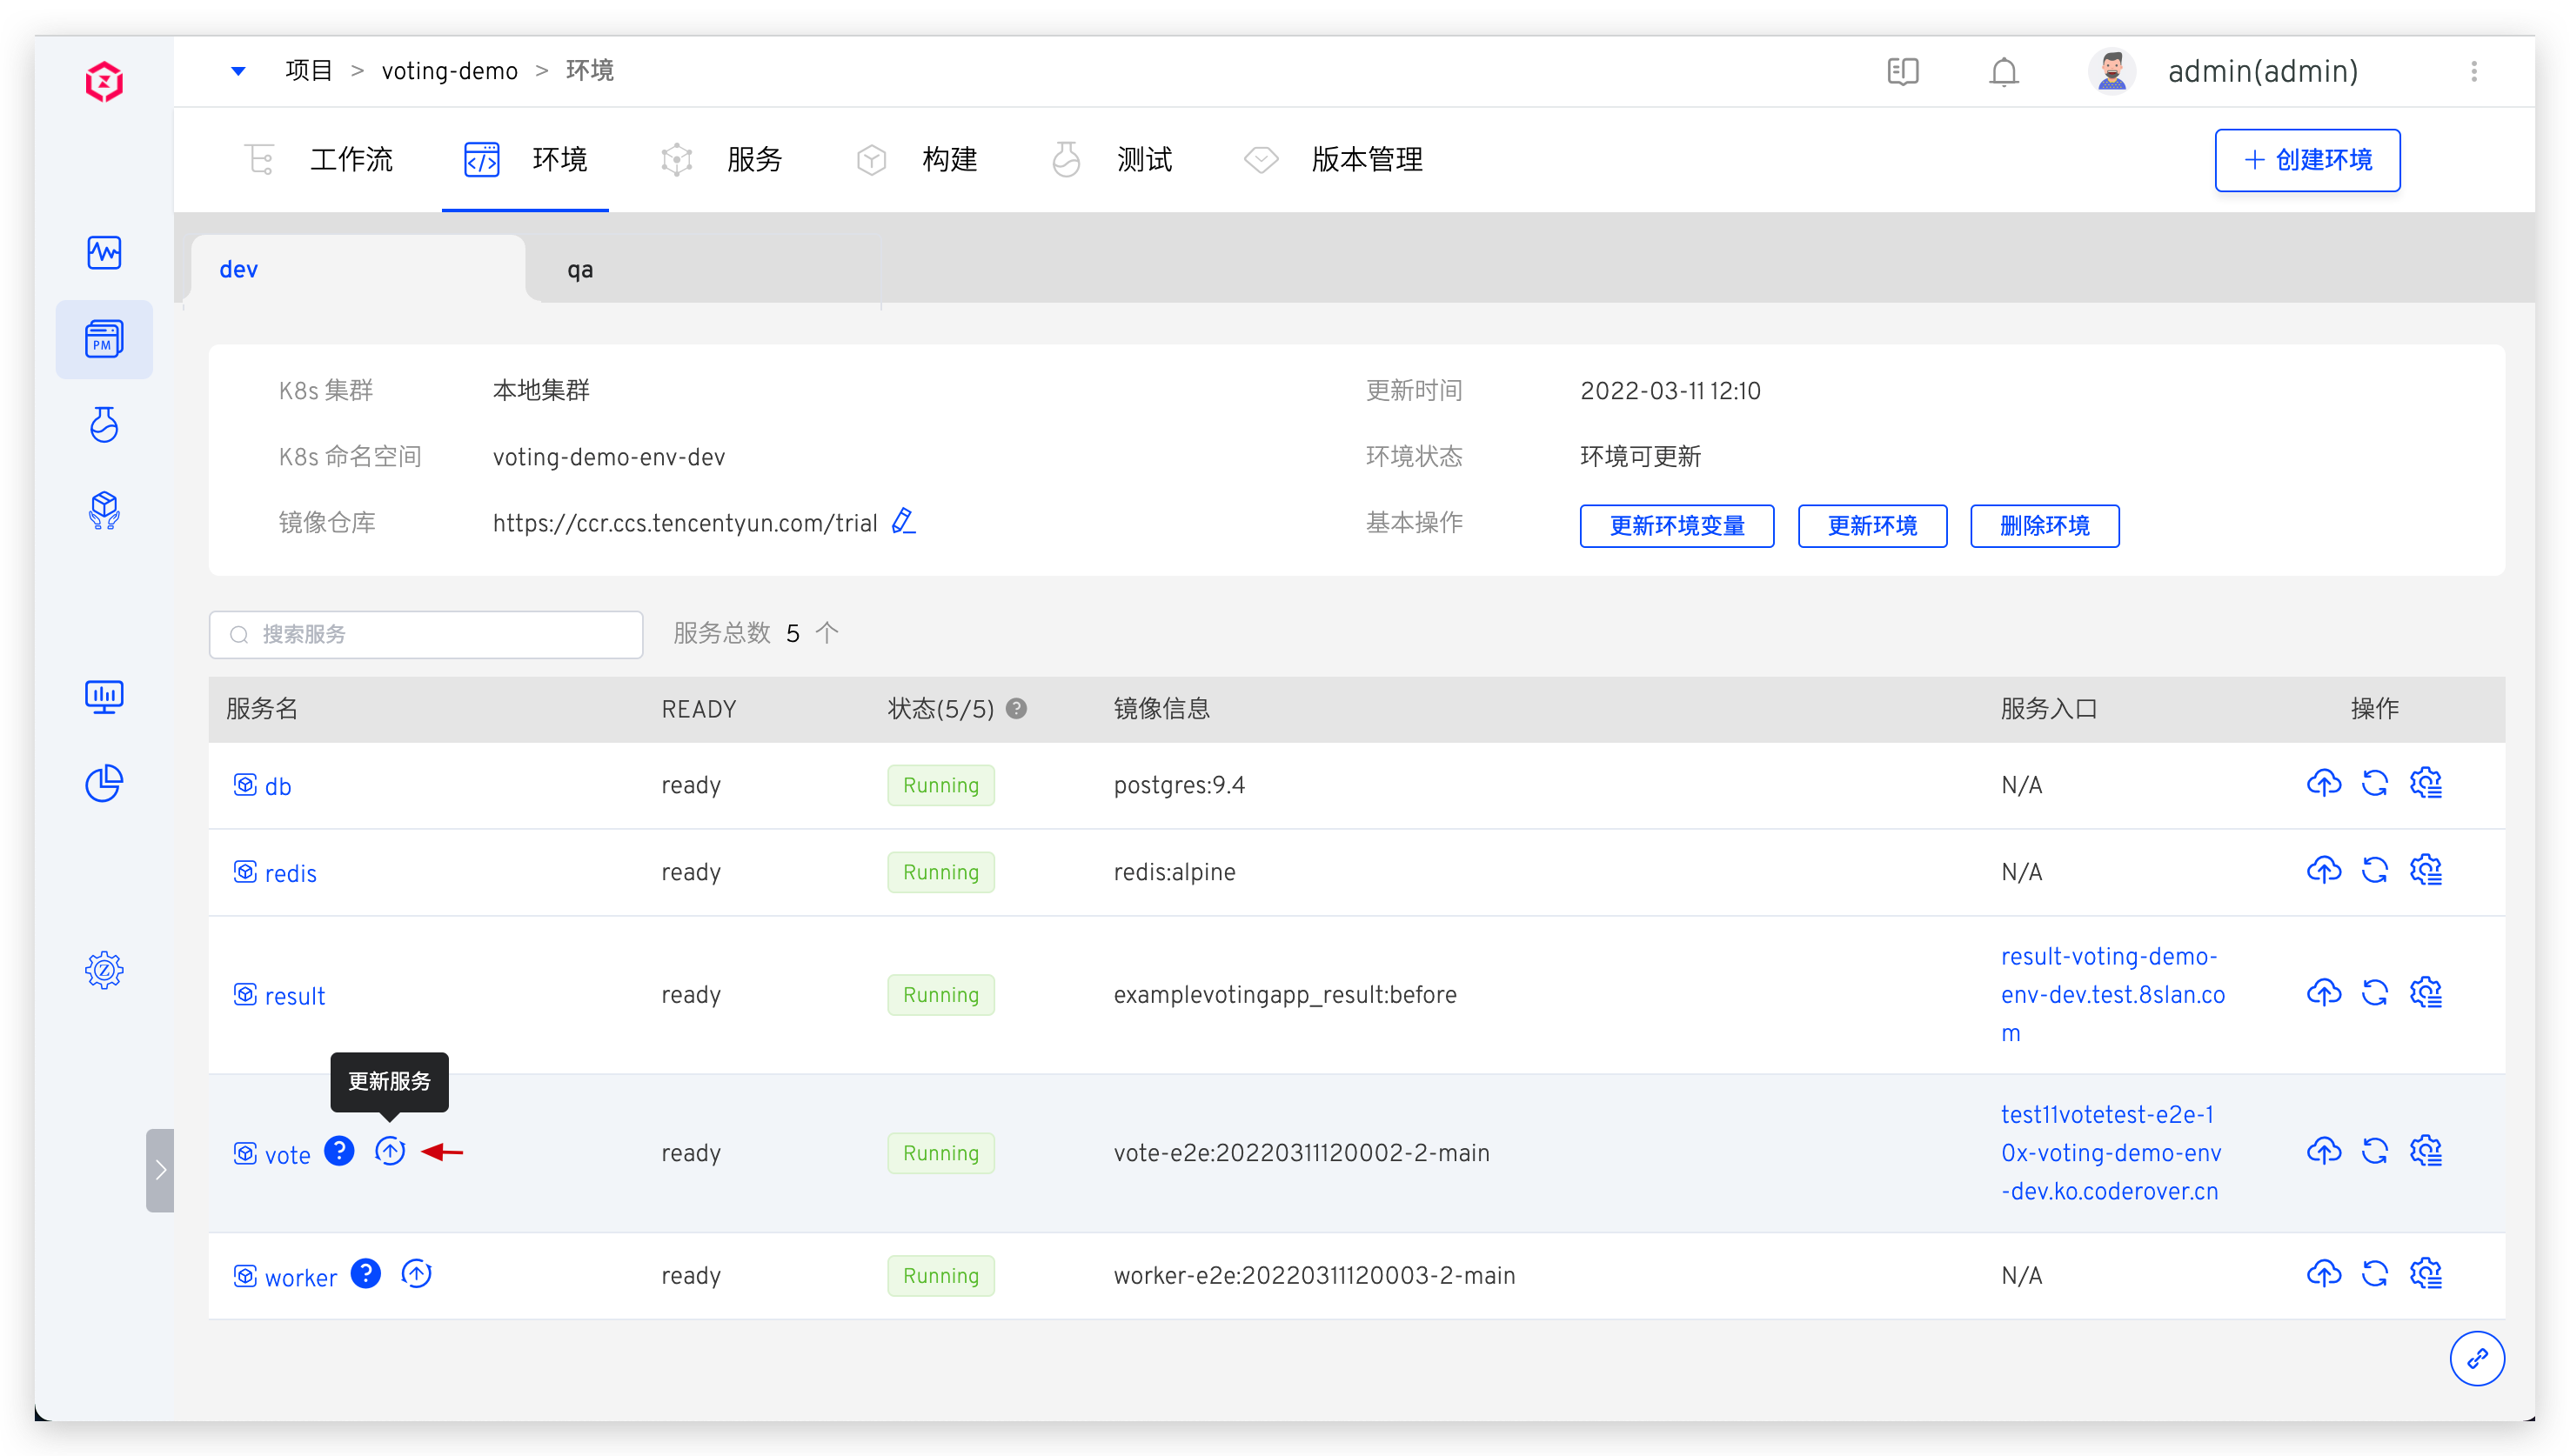 项目 > voting-demo > 环境
admin(admin)
工作流
环境
服务
构建
测试
版本管理
+ 创建环境
dev
qa
PM
K8s 集群
本地集群
更新时间
2022-03-11 12:10
K8s 命名空间
voting-demo-env-dev
环境状态
环境可更新
镜像仓库
https://ccr.ccs.tencentyun.com/trial
基本操作
更新环境变量
更新环境
删除环境
搜索服务
服务总数 5 个
服务名
READY
状态(5/5) ?
镜像信息
服务入口
操作
db
ready
Running
postgres:9.4
N/A
redis
ready
Running
redis:alpine
N/A
result
ready
Running
examplevotingapp_result:before
result-voting-demo-
env-dev.test.8slan.co
m
更新服务
vote ?
ready
Running
vote-e2e:20220311120002-2-main
test11votetest-e2e-1
0x-voting-demo-env
-dev.ko.coderover.cn
worker ?
ready
Running
worker-e2e:20220311120003-2-main
N/A